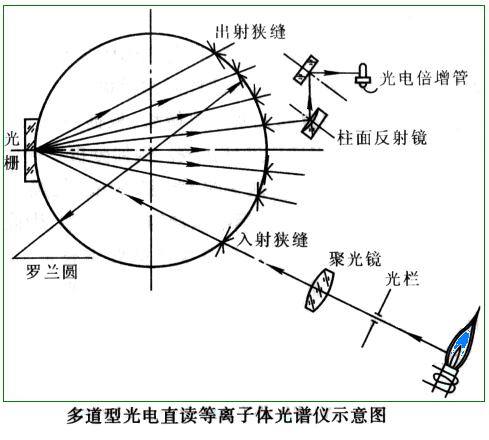 出射狭缝
光电倍增管
柱面反射镜
光栅
入射狭缝
聚光镜
光栏
罗兰圆
多道型光电直读等离子体光谱仪示意图